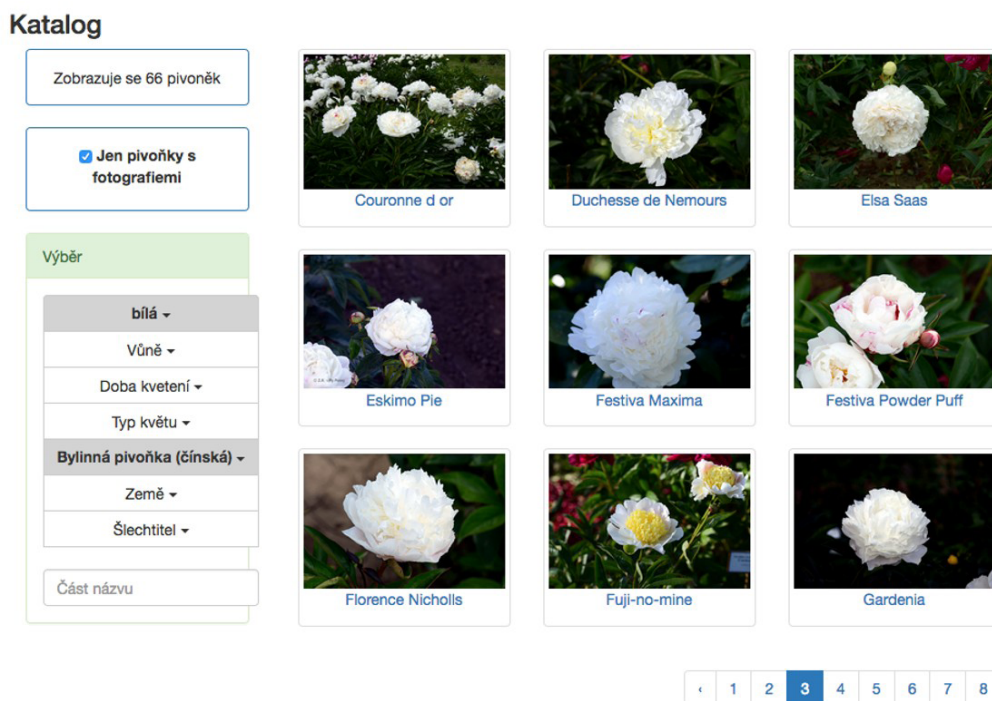 Katalog
Zobrazuje se 66 pivoněk
Jen pivoňky s
fotografiemi
Výběr
bílá
Vůně
Doba kvetení
Typ květu
Bylinná pivoňka (čínská)
Země
Šlechtitel
Část názvu
Couronne d or
Duchesse de Nemours
Elsa Saas
Eskimo Pie
Festiva Maxima
Festiva Powder Puff
Florence Nicholls
Fuji-no-mine
Gardenia
‹ 1 2 3 4 5 6 7 8